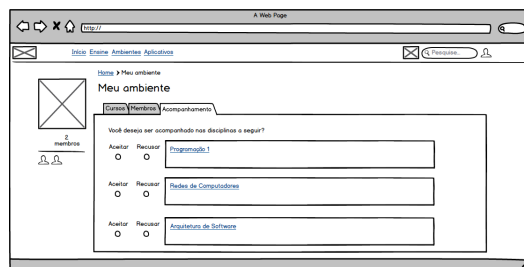 A Web Page
http://
Início Ensine Ambientes Aplicativos
Pesquise...
Home > Meu ambiente
Meu ambiente
Cursos Membros Acompanhamento
2
membros
Você deseja ser acompanhado nas disciplinas a seguir?
Aceitar Recusar
Programação 1
Aceitar Recusar
Redes de Computadores
Aceitar Recusar
Arquitetura de Software